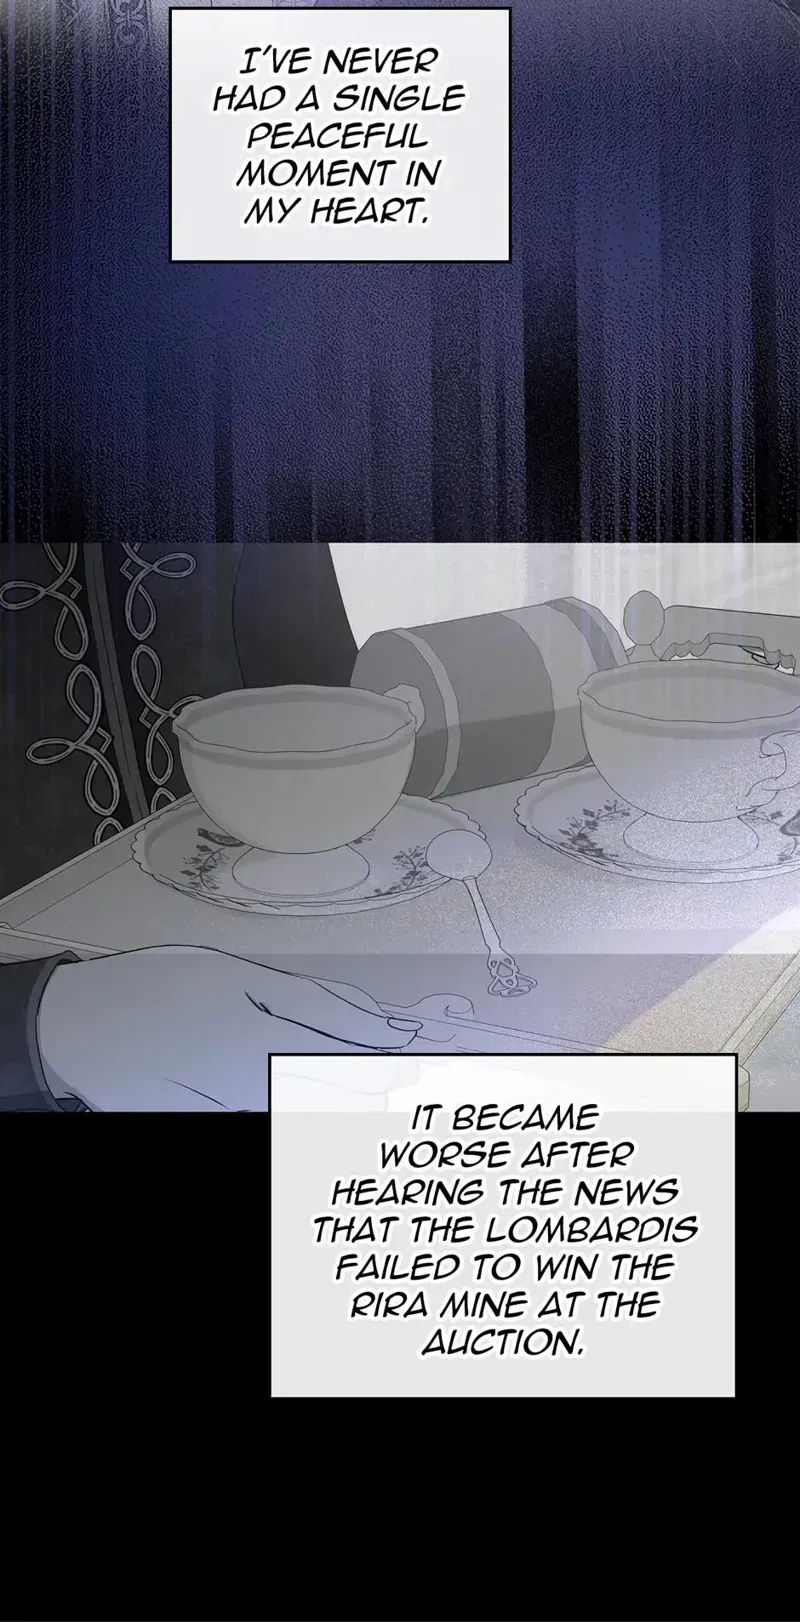 I'VE NEVER
HAD A SINGLE
PEACEFUL
MOMENT IN
MY HEART.
IT BECAME
WORSE AFTER
HEARING THE NEWS
THAT THE LOMBARDIS
FAILED TO WIN THE
RIRA MINE AT THE
AUCTION.